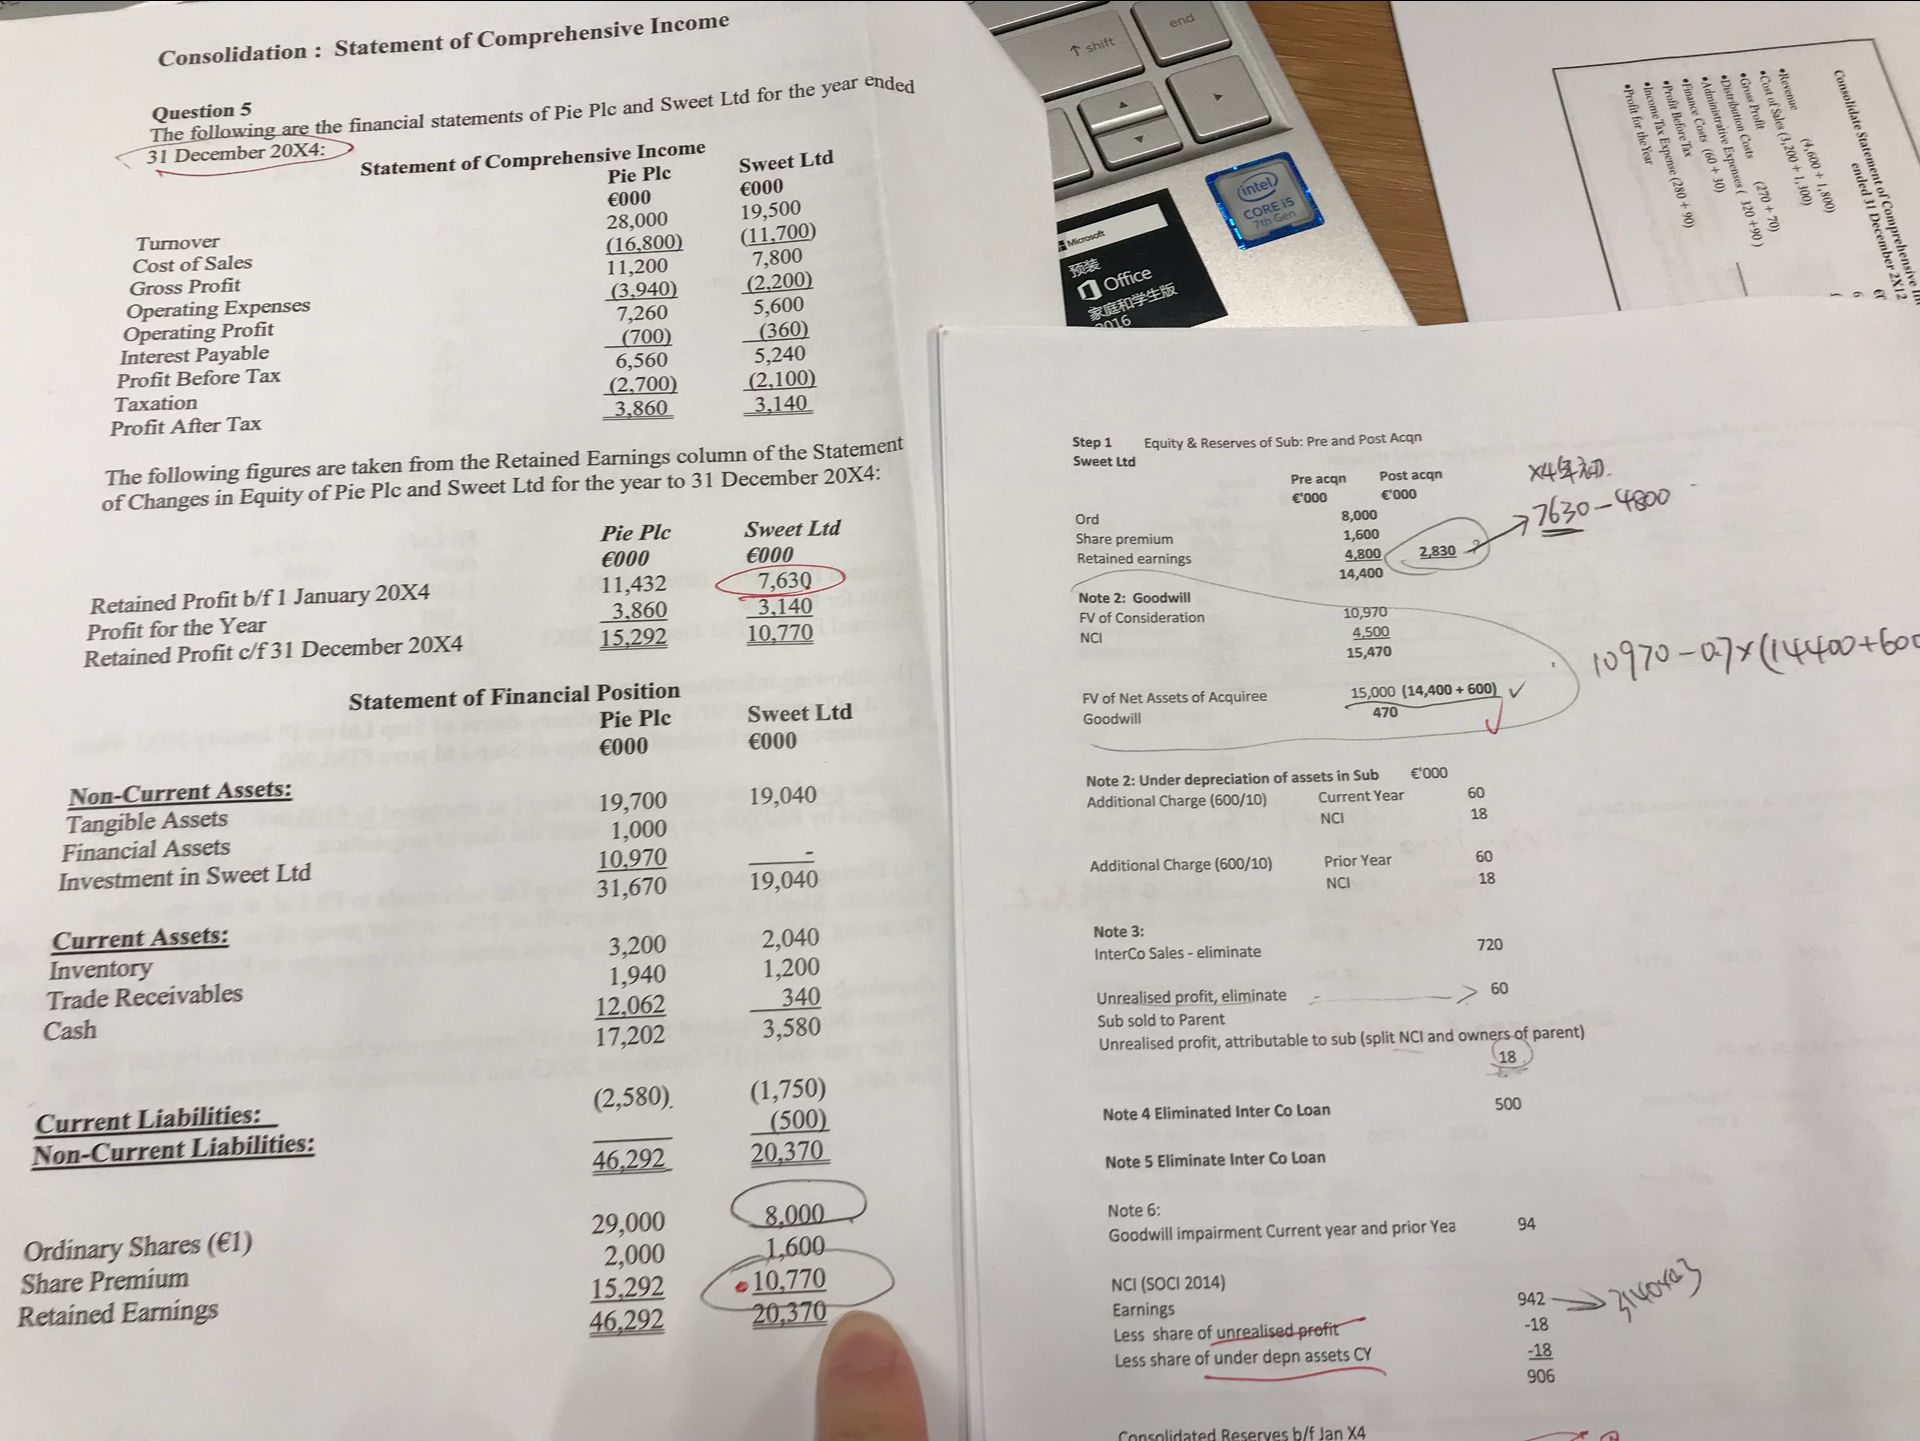 Consolidation : Statement of Comprehensive Income
Question 5
The following are the financial statements of Pie Plc and Sweet Ltd for the year ended
31 December 20X4:
Statement of Comprehensive Income
Pie Plc Sweet Ltd
€000 €000
Turnover 28,000 19,500
Cost of Sales (16,800) (11,700)
Gross Profit 11,200 7,800
Operating Expenses (3,940) (2,200)
Operating Profit 7,260 5,600
Interest Payable (700) (360)
Profit Before Tax 6,560 5,240
Taxation (2,700) (2,100)
Profit After Tax 3,860 3,140
The following figures are taken from the Retained Earnings column of the Statement
of Changes in Equity of Pie Plc and Sweet Ltd for the year to 31 December 20X4:
Pie Plc Sweet Ltd
€000 €000
Retained Profit b/f 1 January 20X4 11,432 7,630
Profit for the Year 3,860 3,140
Retained Profit c/f 31 December 20X4 15,292 10,770
Statement of Financial Position
Pie Plc Sweet Ltd
€000 €000
Non-Current Assets:
Tangible Assets 19,700 19,040
Financial Assets 1,000
Investment in Sweet Ltd 10,970 -
31,670 19,040
Current Assets:
Inventory 3,200 2,040
Trade Receivables 1,940 1,200
Cash 12,062 340
17,202 3,580
Current Liabilities: (2,580) (1,750)
Non-Current Liabilities: (500)
46,292 20,370
Ordinary Shares (€1) 29,000 8,000
Share Premium 2,000 1,600
Retained Earnings 15,292 10,770
46,292 20,370
Step 1 Equity & Reserves of Sub: Pre and Post Acqn
Sweet Ltd
Pre acqn Post acqn
€'000 €'000
Ord 8,000
Share premium 1,600
Retained earnings 4,800 2,830
14,400
7630 - 4800
Note 2: Goodwill
FV of Consideration 10,970
NCI 4,500
15,470
FV of Net Assets of Acquiree 15,000 (14,400 + 600)
Goodwill 470
10970 - 0.7x(14400+600
Note 2: Under depreciation of assets in Sub €'000
Additional Charge (600/10) Current Year 60
NCI 18
Additional Charge (600/10) Prior Year 60
NCI 18
Note 3:
InterCo Sales - eliminate 720
Unrealised profit, eliminate 60
Sub sold to Parent
Unrealised profit, attributable to sub (split NCI and owners of parent) 18
Note 4 Eliminated Inter Co Loan 500
Note 5 Eliminate Inter Co Loan
Note 6:
Goodwill impairment Current year and prior Yea 94
NCI (SOCI 2014)
Earnings 942
3140x0.3
Less share of unrealised profit -18
Less share of under depn assets CY -18
906
Consolidated Reserves b/f Jan X4
Consolidate Statement of Comprehensive In
ended 31 December 2X12
•Revenue (4,600 + 1,800)
•Cost of Sales (3,200 + 1,300)
•Gross Profit
•Distribution Costs (270 + 70)
•Administrative Expenses ( 120 +90 )
•Finance Costs (60 + 30)
•Profit Before Tax
•Income Tax Expense (280 + 90)
•Profit for the Year
Microsoft
预装
Office
家庭和学生版
2016
intel
CORE i5
7th Gen
↑ shift
end